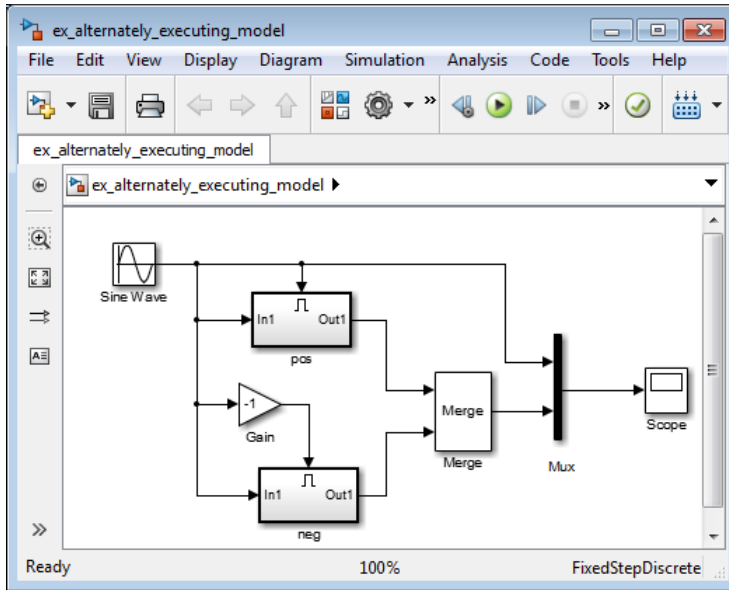 ex_alternately_executing_model
File Edit View Display Diagram Simulation Analysis Code Tools Help
ex_alternately_executing_model
ex_alternately_executing_model
Sine Wave
In1 Out1
pos
-1
Gain
Merge
Merge
Mux
Scope
In1 Out1
neg
Ready 100% FixedStepDiscrete